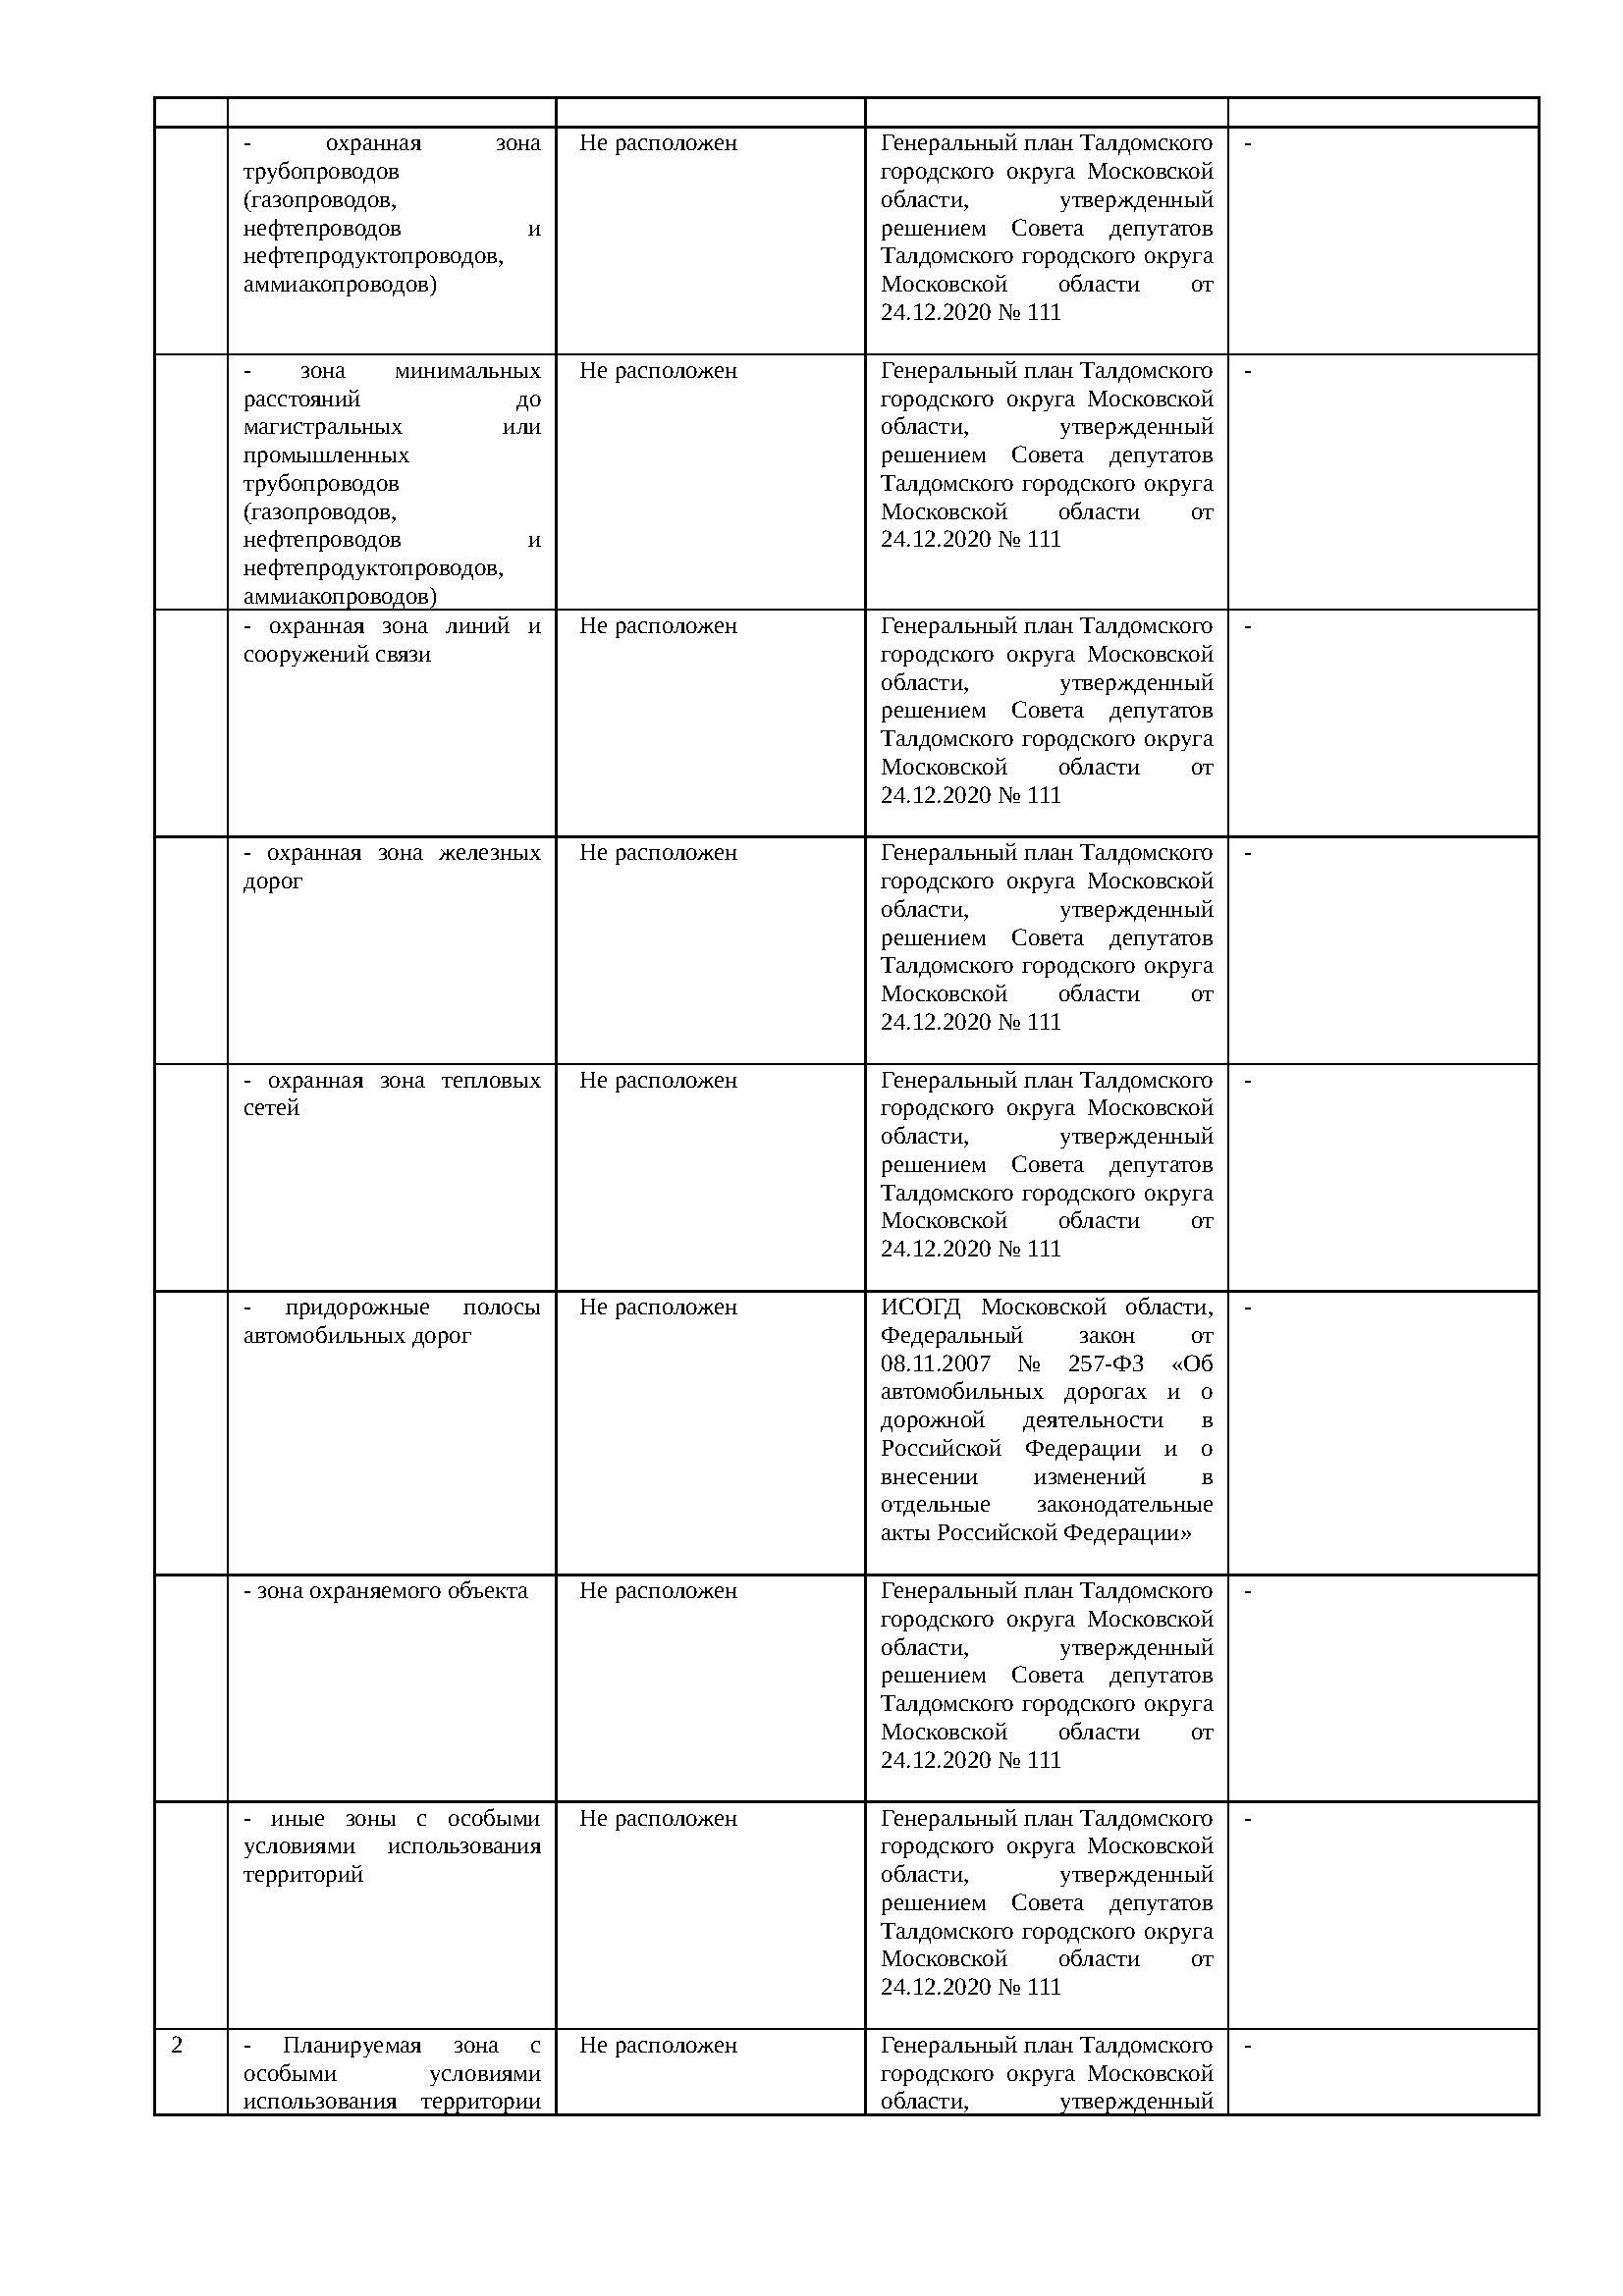 - охранная зона
трубопроводов
(газопроводов,
нефтепроводов и
нефтепродуктопроводов,
аммиакопроводов)
Не расположен
Генеральный план Талдомского
городского округа Московской
области, утвержденный
решением Совета депутатов
Талдомского городского округа
Московской области от
24.12.2020 № 111
-
- зона минимальных
расстояний до
магистральных или
промышленных
трубопроводов
(газопроводов,
нефтепроводов и
нефтепродуктопроводов,
аммиакопроводов)
Не расположен
Генеральный план Талдомского
городского округа Московской
области, утвержденный
решением Совета депутатов
Талдомского городского округа
Московской области от
24.12.2020 № 111
-
- охранная зона линий и
сооружений связи
Не расположен
Генеральный план Талдомского
городского округа Московской
области, утвержденный
решением Совета депутатов
Талдомского городского округа
Московской области от
24.12.2020 № 111
-
- охранная зона железных
дорог
Не расположен
Генеральный план Талдомского
городского округа Московской
области, утвержденный
решением Совета депутатов
Талдомского городского округа
Московской области от
24.12.2020 № 111
-
- охранная зона тепловых
сетей
Не расположен
Генеральный план Талдомского
городского округа Московской
области, утвержденный
решением Совета депутатов
Талдомского городского округа
Московской области от
24.12.2020 № 111
-
- придорожные полосы
автомобильных дорог
Не расположен
ИСОГД Московской области,
Федеральный закон от
08.11.2007 № 257-ФЗ «Об
автомобильных дорогах и о
дорожной деятельности в
Российской Федерации и о
внесении изменений в
отдельные законодательные
акты Российской Федерации»
-
- зона охраняемого объекта
Не расположен
Генеральный план Талдомского
городского округа Московской
области, утвержденный
решением Совета депутатов
Талдомского городского округа
Московской области от
24.12.2020 № 111
-
- иные зоны с особыми
условиями использования
территорий
Не расположен
Генеральный план Талдомского
городского округа Московской
области, утвержденный
решением Совета депутатов
Талдомского городского округа
Московской области от
24.12.2020 № 111
-
2
- Планируемая зона с
особыми условиями
использования территории
Не расположен
Генеральный план Талдомского
городского округа Московской
области, утвержденный
-